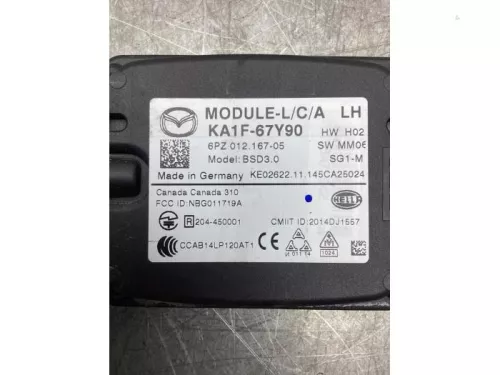 MODULE-L/C/A LH
KA1F-67Y90 HW H02
6PZ 012.167-05 SW MM06
Model: BSD3.0 SG1-M
Made in Germany KE02622.11.145CA25024
Canada Canada 310
FCC ID: NBG011719A
HELLA
R 204-450001 CMIIT ID: 2014DJ1557
CCAB14LP120AT1 CE
1024